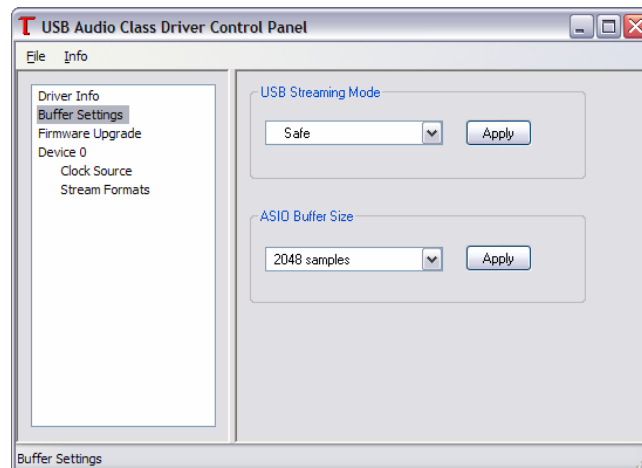 T USB Audio Class Driver Control Panel
File Info
Driver Info
Buffer Settings
Firmware Upgrade
Device 0
Clock Source
Stream Formats
USB Streaming Mode
Safe Apply
ASIO Buffer Size
2048 samples Apply
Buffer Settings